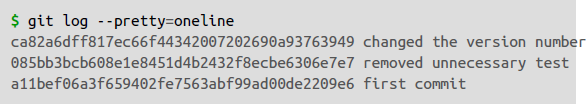 $ git log --pretty=oneline
ca82a6dff817ec66f44342007202690a93763949 changed the version number
085bb3bcb608e1e8451d4b2432f8ecbe6306e7e7 removed unnecessary test
a11bef06a3f659402fe7563abf99ad00de2209e6 first commit